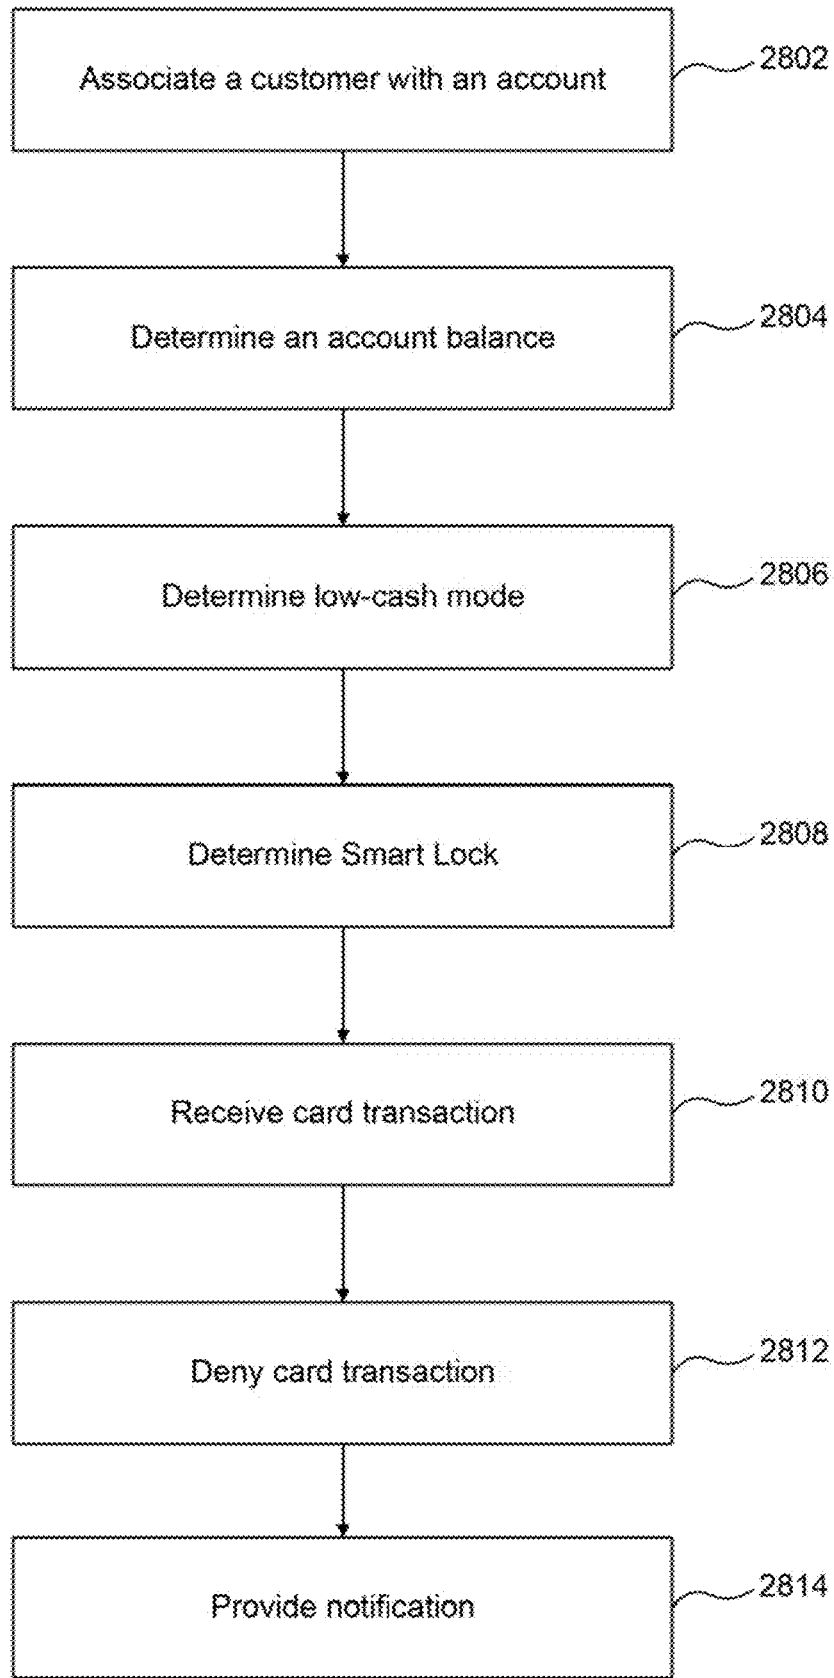 Associate a customer with an account
2802
Determine an account balance
2804
Determine low-cash mode
2806
Determine Smart Lock
2808
Receive card transaction
2810
Deny card transaction
2812
Provide notification
2814